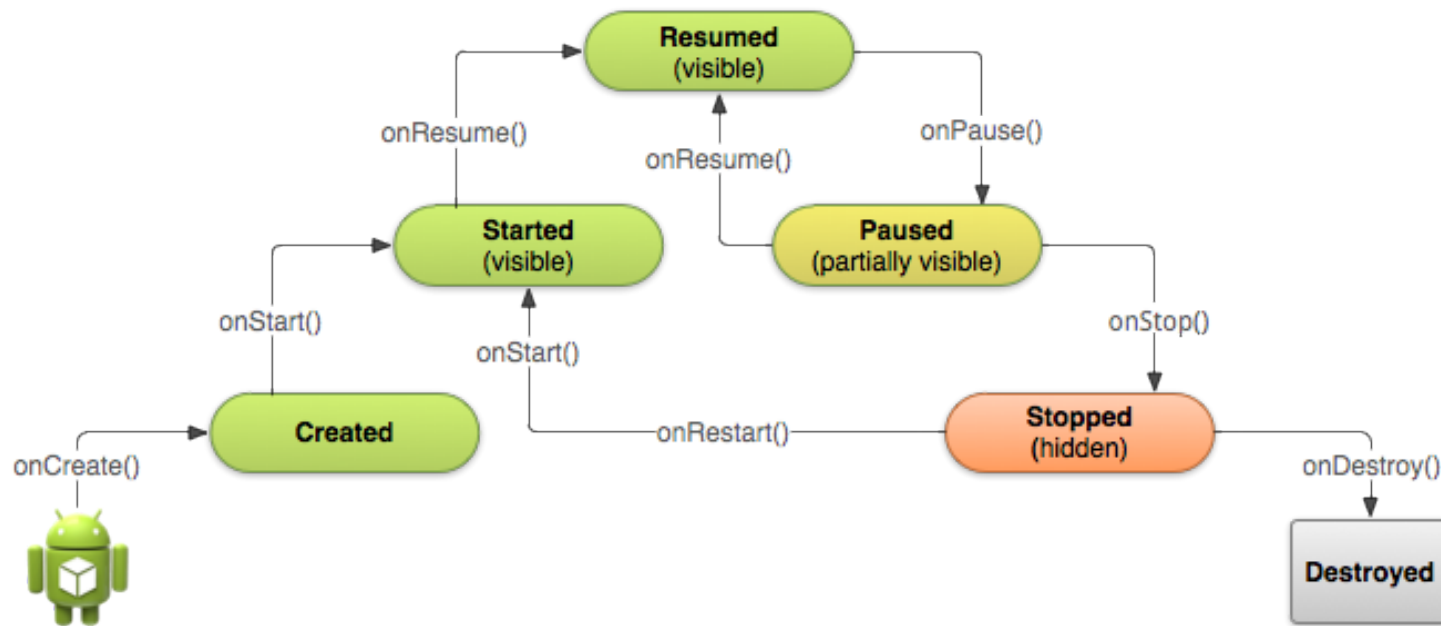 Resumed
(visible)
onResume()
onPause()
onResume()
Started
(visible)
Paused
(partially visible)
onStart()
onStop()
onStart()
Created
onRestart()
Stopped
(hidden)
onCreate()
onDestroy()
Destroyed